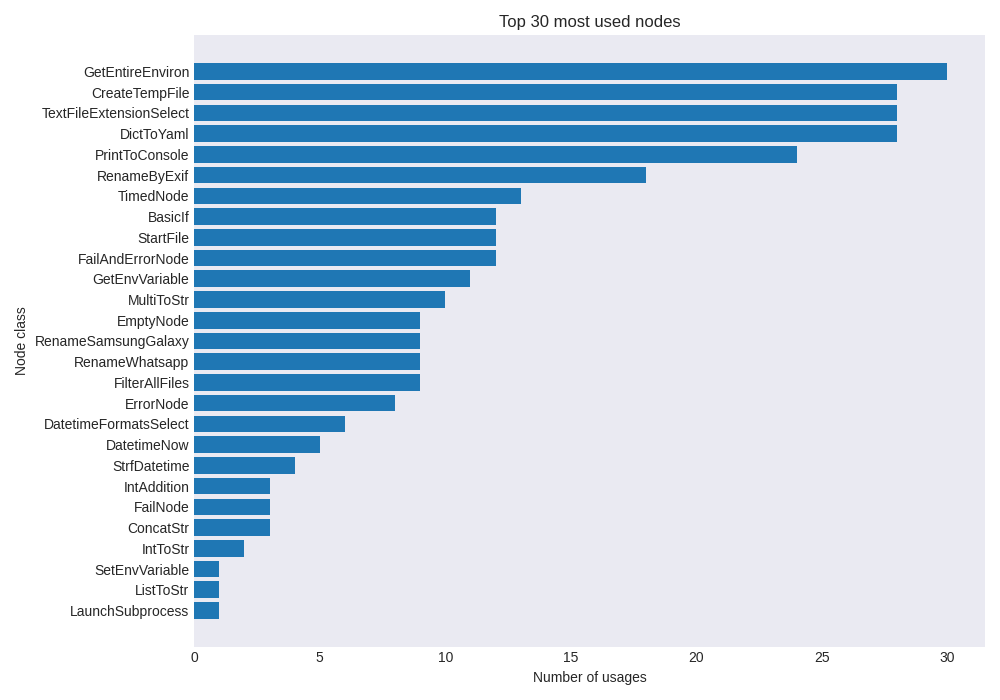 Top 30 most used nodes
Node class
GetEntireEnviron
CreateTempFile
TextFileExtensionSelect
DictToYaml
PrintToConsole
RenameByExif
TimedNode
BasicIf
StartFile
FailAndErrorNode
GetEnvVariable
MultiToStr
EmptyNode
RenameSamsungGalaxy
RenameWhatsapp
FilterAllFiles
ErrorNode
DatetimeFormatsSelect
DatetimeNow
StrfDatetime
IntAddition
FailNode
ConcatStr
IntToStr
SetEnvVariable
ListToStr
LaunchSubprocess
0 5 10 15 20 25 30
Number of usages